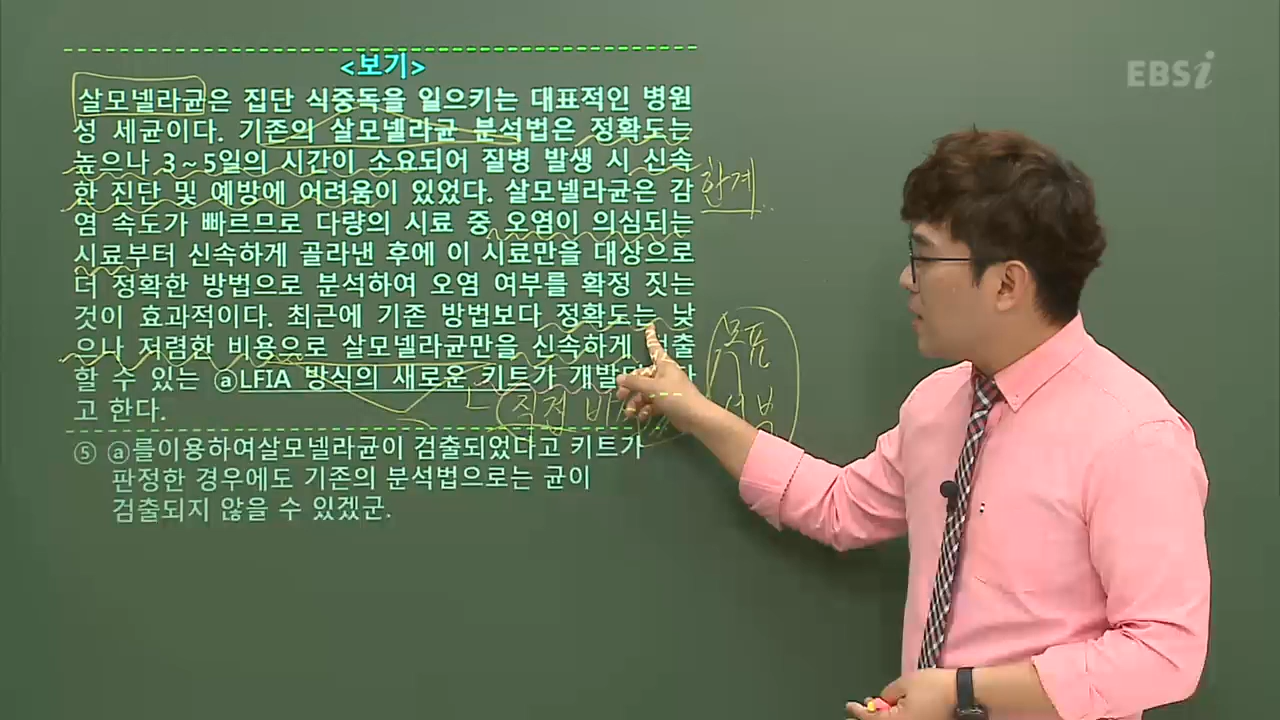 EBSi
<보기>
살모넬라균은 집단 식중독을 일으키는 대표적인 병원
성 세균이다. 기존의 살모넬라균 분석법은 정확도는
높으나 3~5일의 시간이 소요되어 질병 발생 시 신속
한 진단 및 예방에 어려움이 있었다. 살모넬라균은 감
한계
염 속도가 빠르므로 다량의 시료 중 오염이 의심되는
시료부터 신속하게 골라낸 후에 이 시료만을 대상으로
더 정확한 방법으로 분석하여 오염 여부를 확정 짓는
것이 효과적이다. 최근에 기존 방법보다 정확도는 낮
으나 저렴한 비용으로 살모넬라균만을 신속하게
할 수 있는 ⓐLFIA 방식의 새로운 키트가
고 한다.
직접
⑤ ⓐ를이용하여살모넬라균이 검출되었다고 키트가
판정한 경우에도 기존의 분석법으로는 균이
검출되지 않을 수 있겠군.